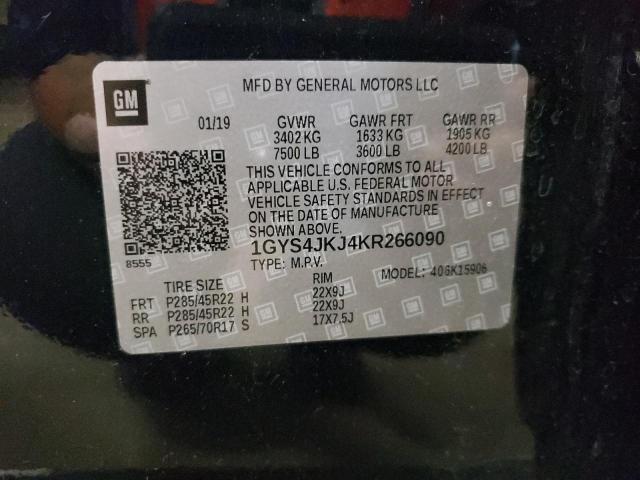 GM
MFD BY GENERAL MOTORS LLC
01/19 GVWR GAWR FRT GAWR RR
3402 KG 1633 KG 1905 KG
7500 LB 3600 LB 4200 LB
THIS VEHICLE CONFORMS TO ALL
APPLICABLE U.S. FEDERAL MOTOR
VEHICLE SAFETY STANDARDS IN EFFECT
ON THE DATE OF MANUFACTURE
SHOWN ABOVE.
1GYS4JKJ4KR266090
8555 TYPE: M.P.V. MODEL: 406K15906
TIRE SIZE RIM
FRT P285/45R22 H 22X9J
RR P285/45R22 H 22X9J
SPA P265/70R17 S 17X7.5J